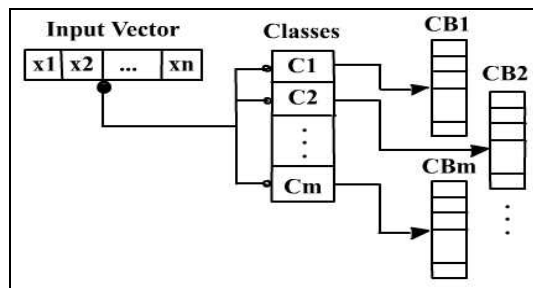 Input Vector
x1 x2 ... xn
Classes
C1
C2
⋮
Cm
CB1
CB2
CBm
⋮